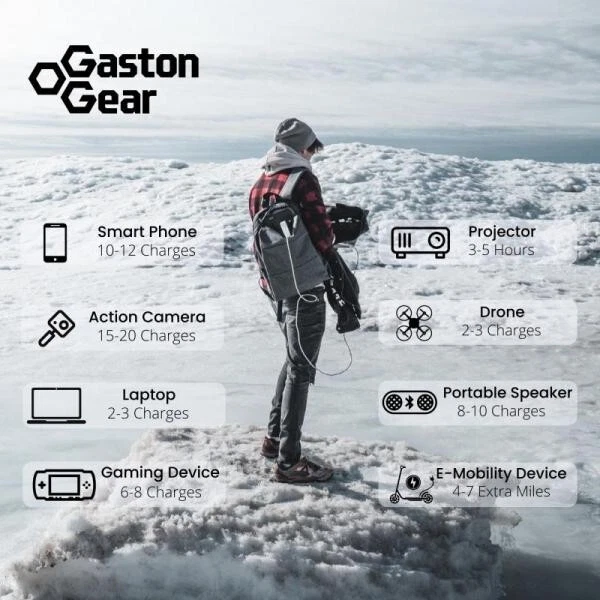 Gaston
Gear
Smart Phone
10-12 Charges
Action Camera
15-20 Charges
Laptop
2-3 Charges
Gaming Device
6-8 Charges
Projector
3-5 Hours
Drone
2-3 Charges
Portable Speaker
8-10 Charges
E-Mobility Device
4-7 Extra Miles